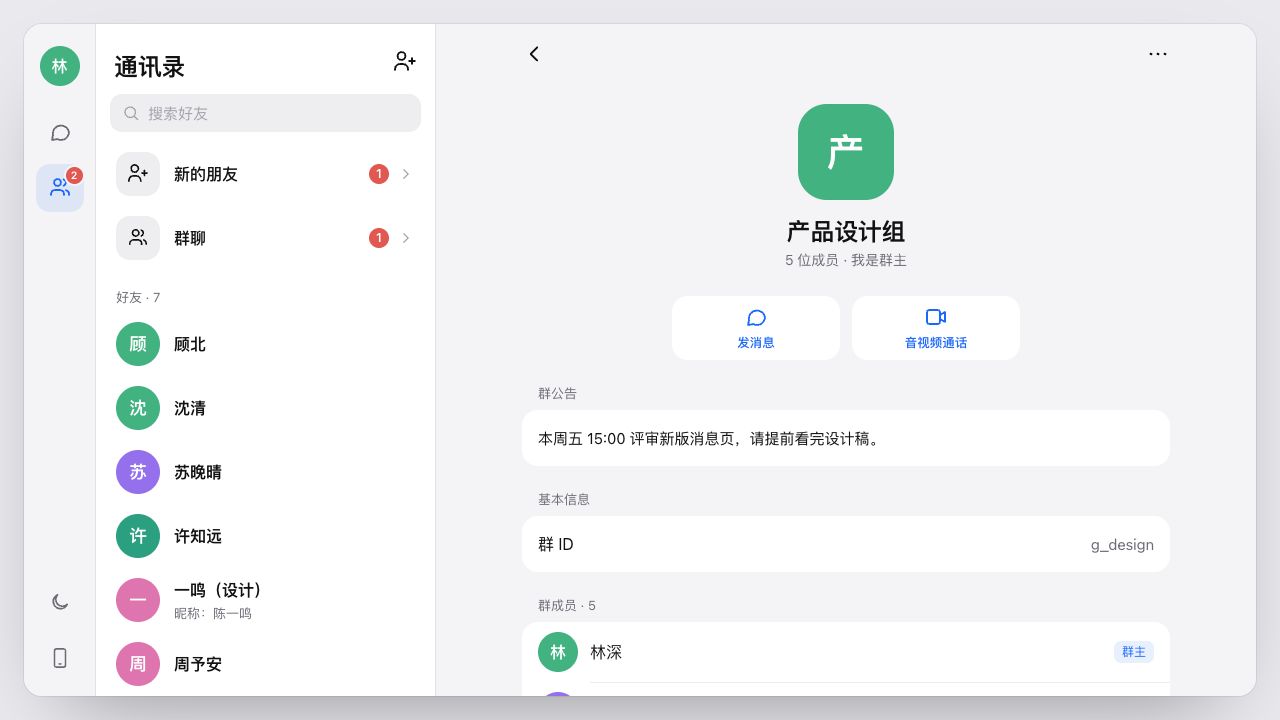 林
2
通讯录
搜索好友
新的朋友
1
群聊
1
好友 · 7
顾
顾北
沈
沈清
苏
苏晚晴
许
许知远
一
一鸣（设计）
昵称：陈一鸣
周
周予安
产
产品设计组
5 位成员 · 我是群主
发消息
音视频通话
群公告
本周五 15:00 评审新版消息页，请提前看完设计稿。
基本信息
群 ID
g_design
群成员 · 5
林
林深
群主